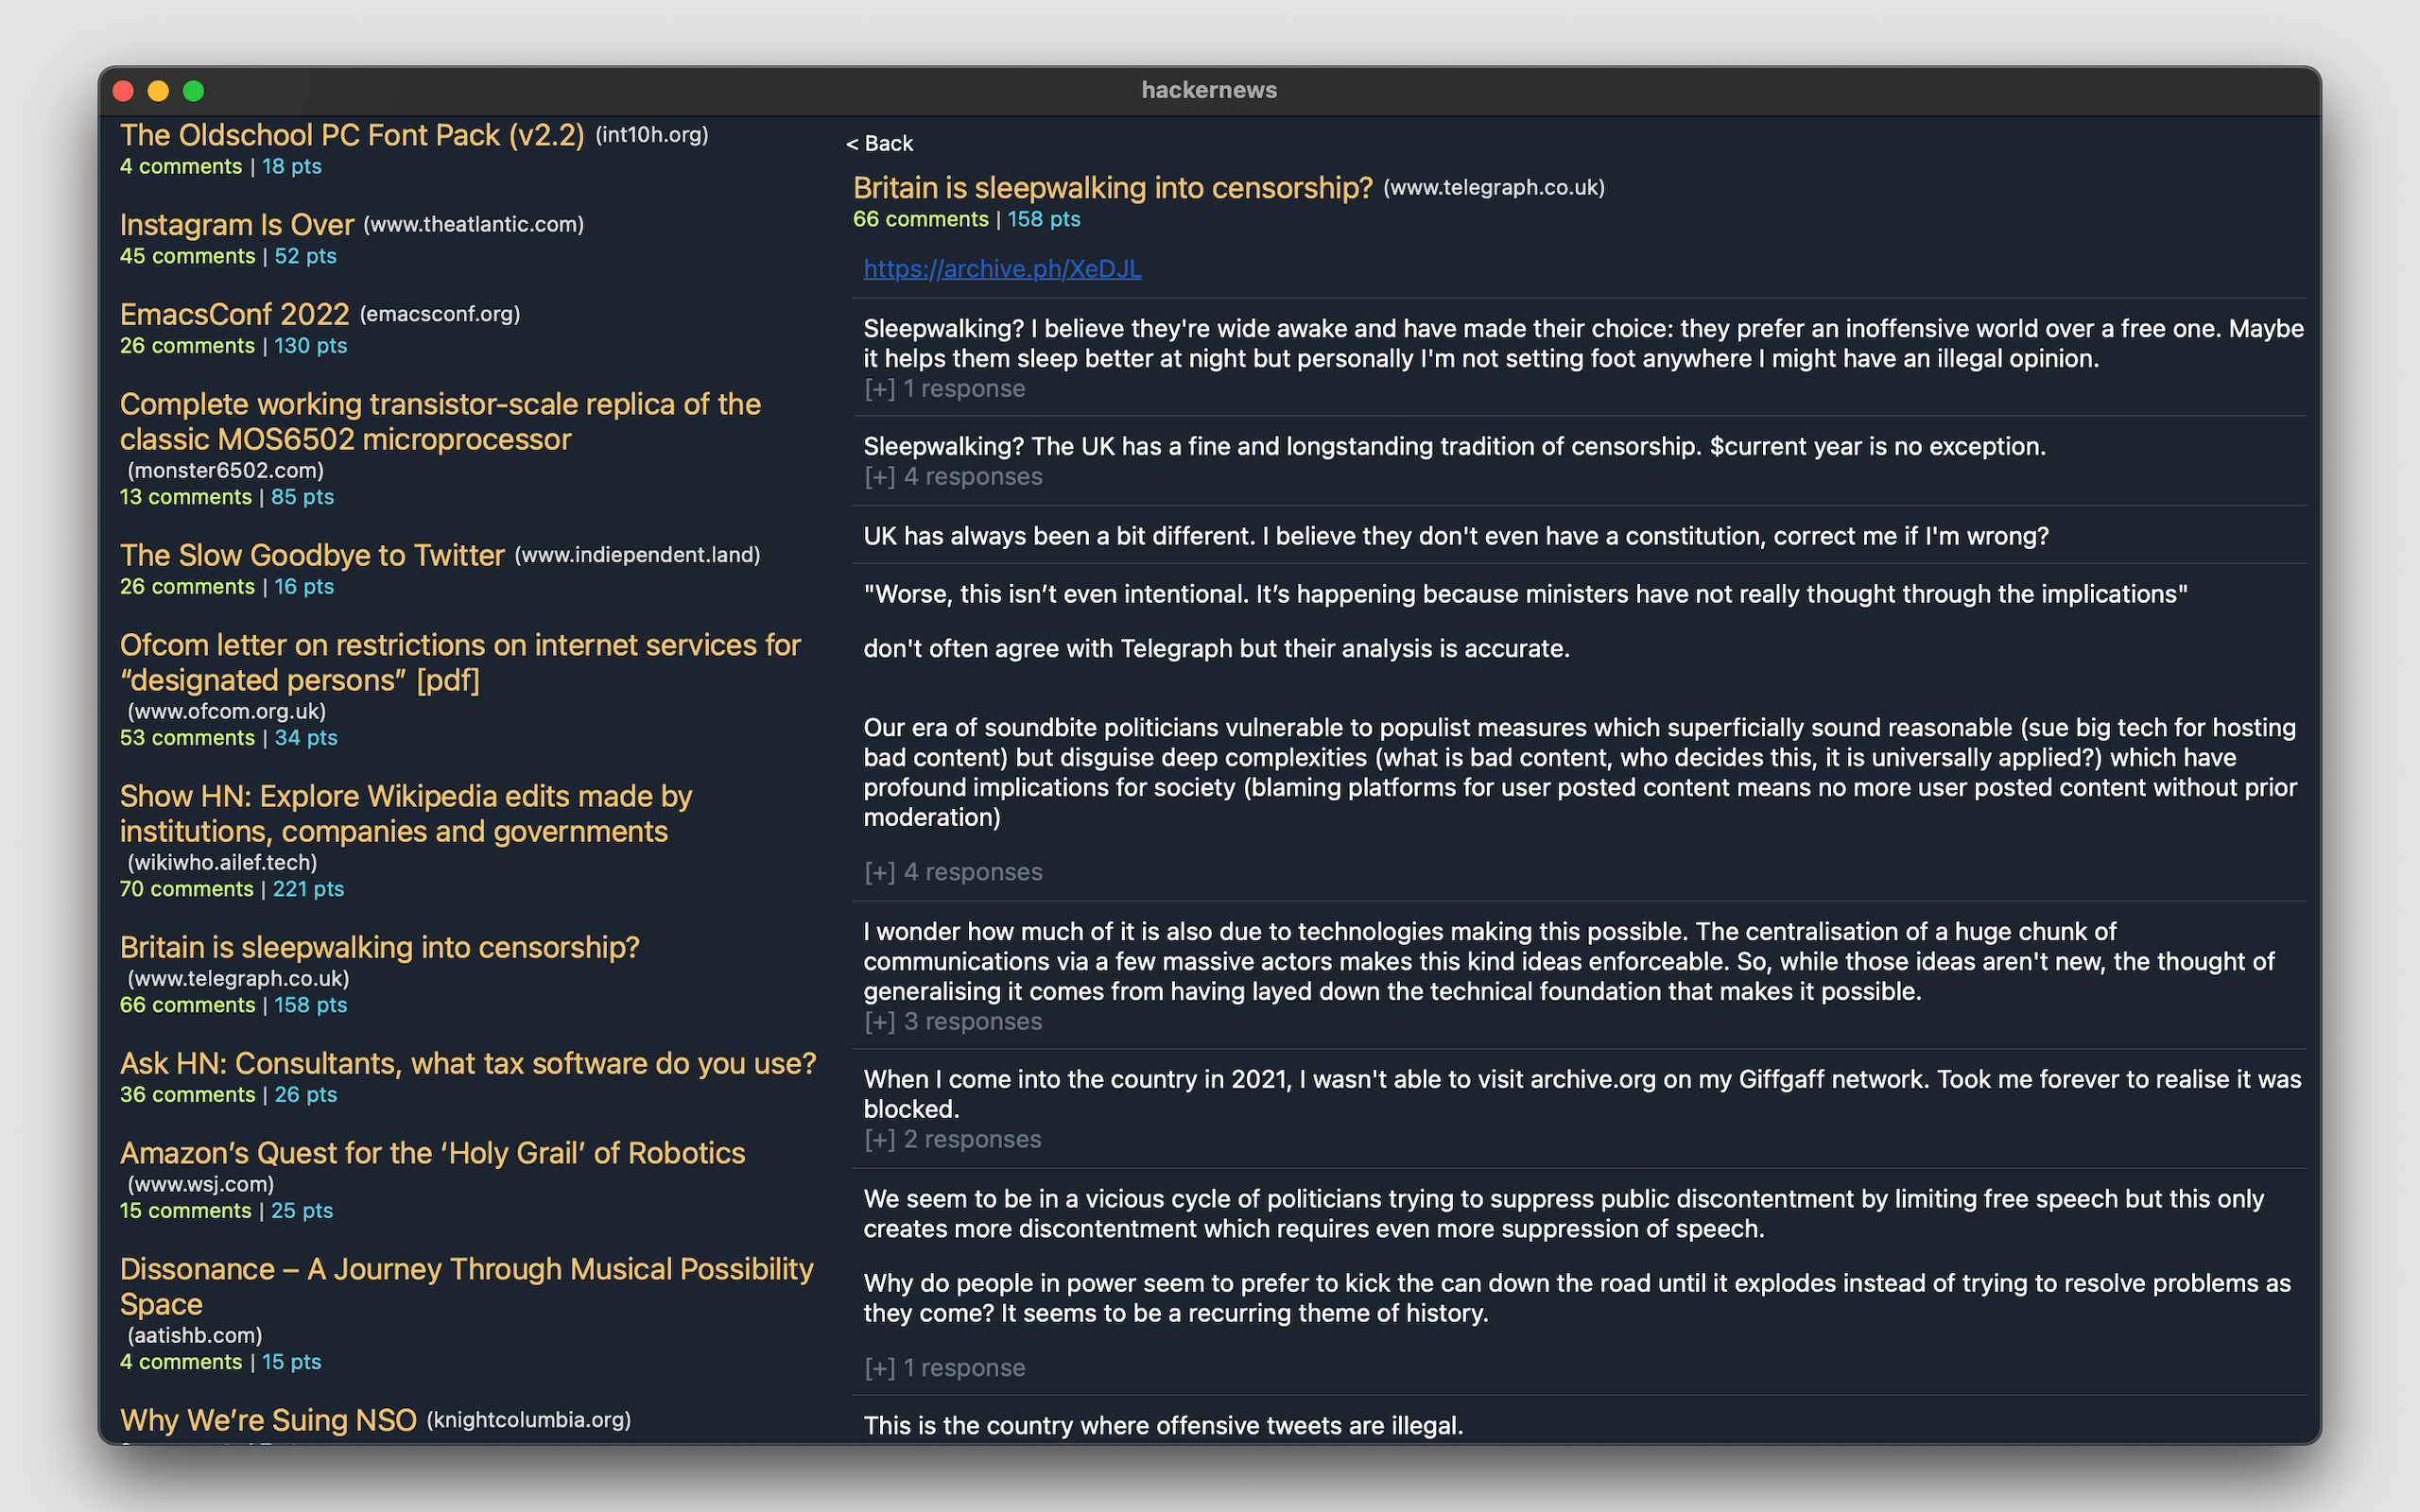 hackernews
The Oldschool PC Font Pack (v2.2) (int10h.org)
4 comments | 18 pts
Instagram Is Over (www.theatlantic.com)
45 comments | 52 pts
EmacsConf 2022 (emacsconf.org)
26 comments | 130 pts
Complete working transistor-scale replica of the
classic MOS6502 microprocessor
(monster6502.com)
13 comments | 85 pts
The Slow Goodbye to Twitter (www.indiependent.land)
26 comments | 16 pts
Ofcom letter on restrictions on internet services for
“designated persons” [pdf]
(www.ofcom.org.uk)
53 comments | 34 pts
Show HN: Explore Wikipedia edits made by
institutions, companies and governments
(wikiwho.ailef.tech)
70 comments | 221 pts
Britain is sleepwalking into censorship?
(www.telegraph.co.uk)
66 comments | 158 pts
Ask HN: Consultants, what tax software do you use?
36 comments | 26 pts
Amazon’s Quest for the ‘Holy Grail’ of Robotics
(www.wsj.com)
15 comments | 25 pts
Dissonance – A Journey Through Musical Possibility
Space
(aatishb.com)
4 comments | 15 pts
Why We’re Suing NSO (knightcolumbia.org)
< Back
Britain is sleepwalking into censorship? (www.telegraph.co.uk)
66 comments | 158 pts
https://archive.ph/XeDJL
Sleepwalking? I believe they're wide awake and have made their choice: they prefer an inoffensive world over a free one. Maybe
it helps them sleep better at night but personally I'm not setting foot anywhere I might have an illegal opinion.
[+] 1 response
Sleepwalking? The UK has a fine and longstanding tradition of censorship. $current year is no exception.
[+] 4 responses
UK has always been a bit different. I believe they don't even have a constitution, correct me if I'm wrong?
"Worse, this isn’t even intentional. It’s happening because ministers have not really thought through the implications"
don't often agree with Telegraph but their analysis is accurate.
Our era of soundbite politicians vulnerable to populist measures which superficially sound reasonable (sue big tech for hosting
bad content) but disguise deep complexities (what is bad content, who decides this, it is universally applied?) which have
profound implications for society (blaming platforms for user posted content means no more user posted content without prior
moderation)
[+] 4 responses
I wonder how much of it is also due to technologies making this possible. The centralisation of a huge chunk of
communications via a few massive actors makes this kind ideas enforceable. So, while those ideas aren't new, the thought of
generalising it comes from having layed down the technical foundation that makes it possible.
[+] 3 responses
When I come into the country in 2021, I wasn't able to visit archive.org on my Giffgaff network. Took me forever to realise it was
blocked.
[+] 2 responses
We seem to be in a vicious cycle of politicians trying to suppress public discontentment by limiting free speech but this only
creates more discontentment which requires even more suppression of speech.
Why do people in power seem to prefer to kick the can down the road until it explodes instead of trying to resolve problems as
they come? It seems to be a recurring theme of history.
[+] 1 response
This is the country where offensive tweets are illegal.